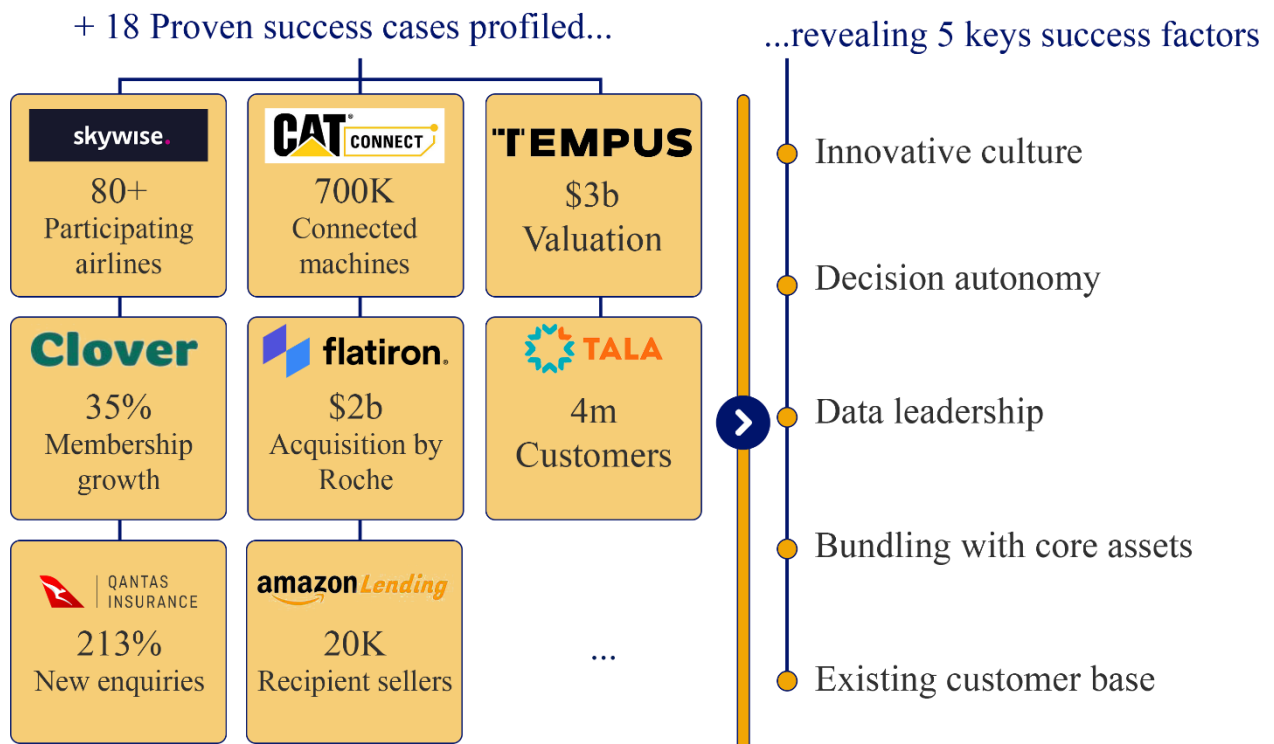 + 18 Proven success cases profiled...
...revealing 5 keys success factors
skywise.
80+
Participating
airlines
CAT® CONNECT
700K
Connected
machines
TEMPUS
$3b
Valuation
Clover
35%
Membership
growth
flatiron®
$2b
Acquisition by
Roche
TALA
4m
Customers
QANTAS
INSURANCE
213%
New enquiries
amazon Lending
20K
Recipient sellers
...
Innovative culture
Decision autonomy
Data leadership
Bundling with core assets
Existing customer base